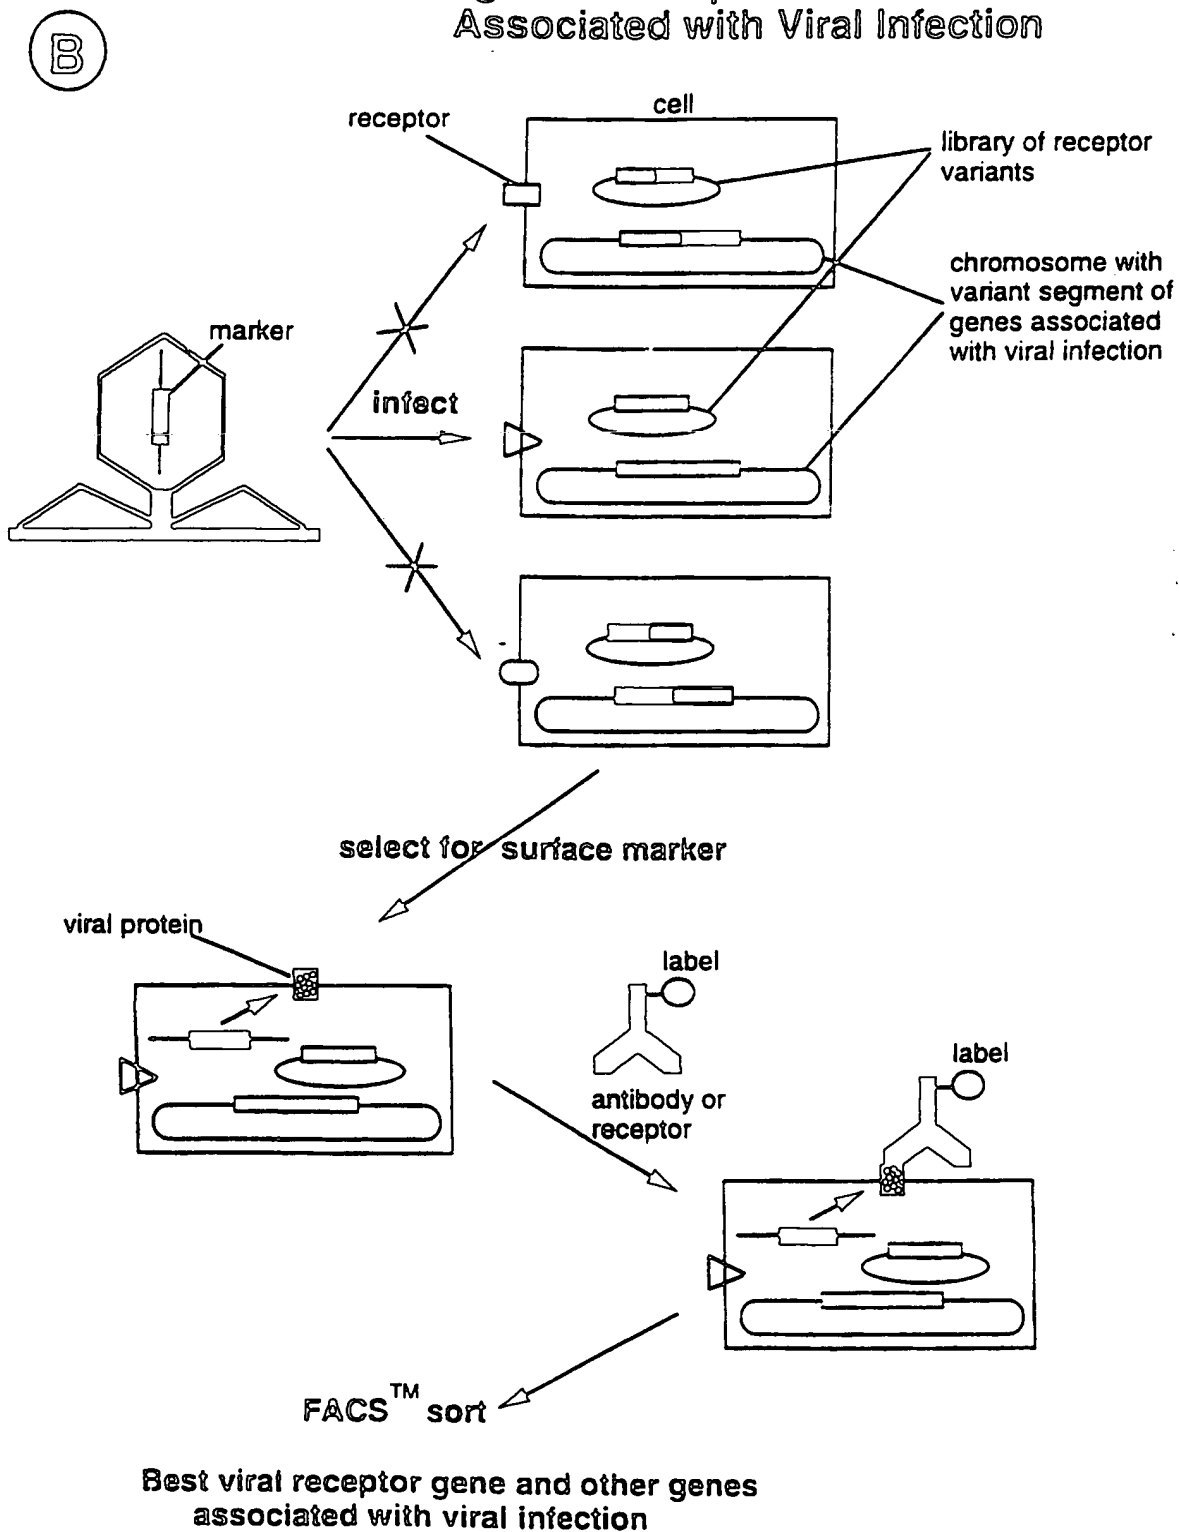 Associated with Viral Infection
B
cell
receptor
library of receptor
variants
chromosome with
variant segment of
genes associated
with viral infection
marker
infect
select for surface marker
viral protein
label
label
antibody or
receptor
FACS™ sort
Best viral receptor gene and other genes
associated with viral infection